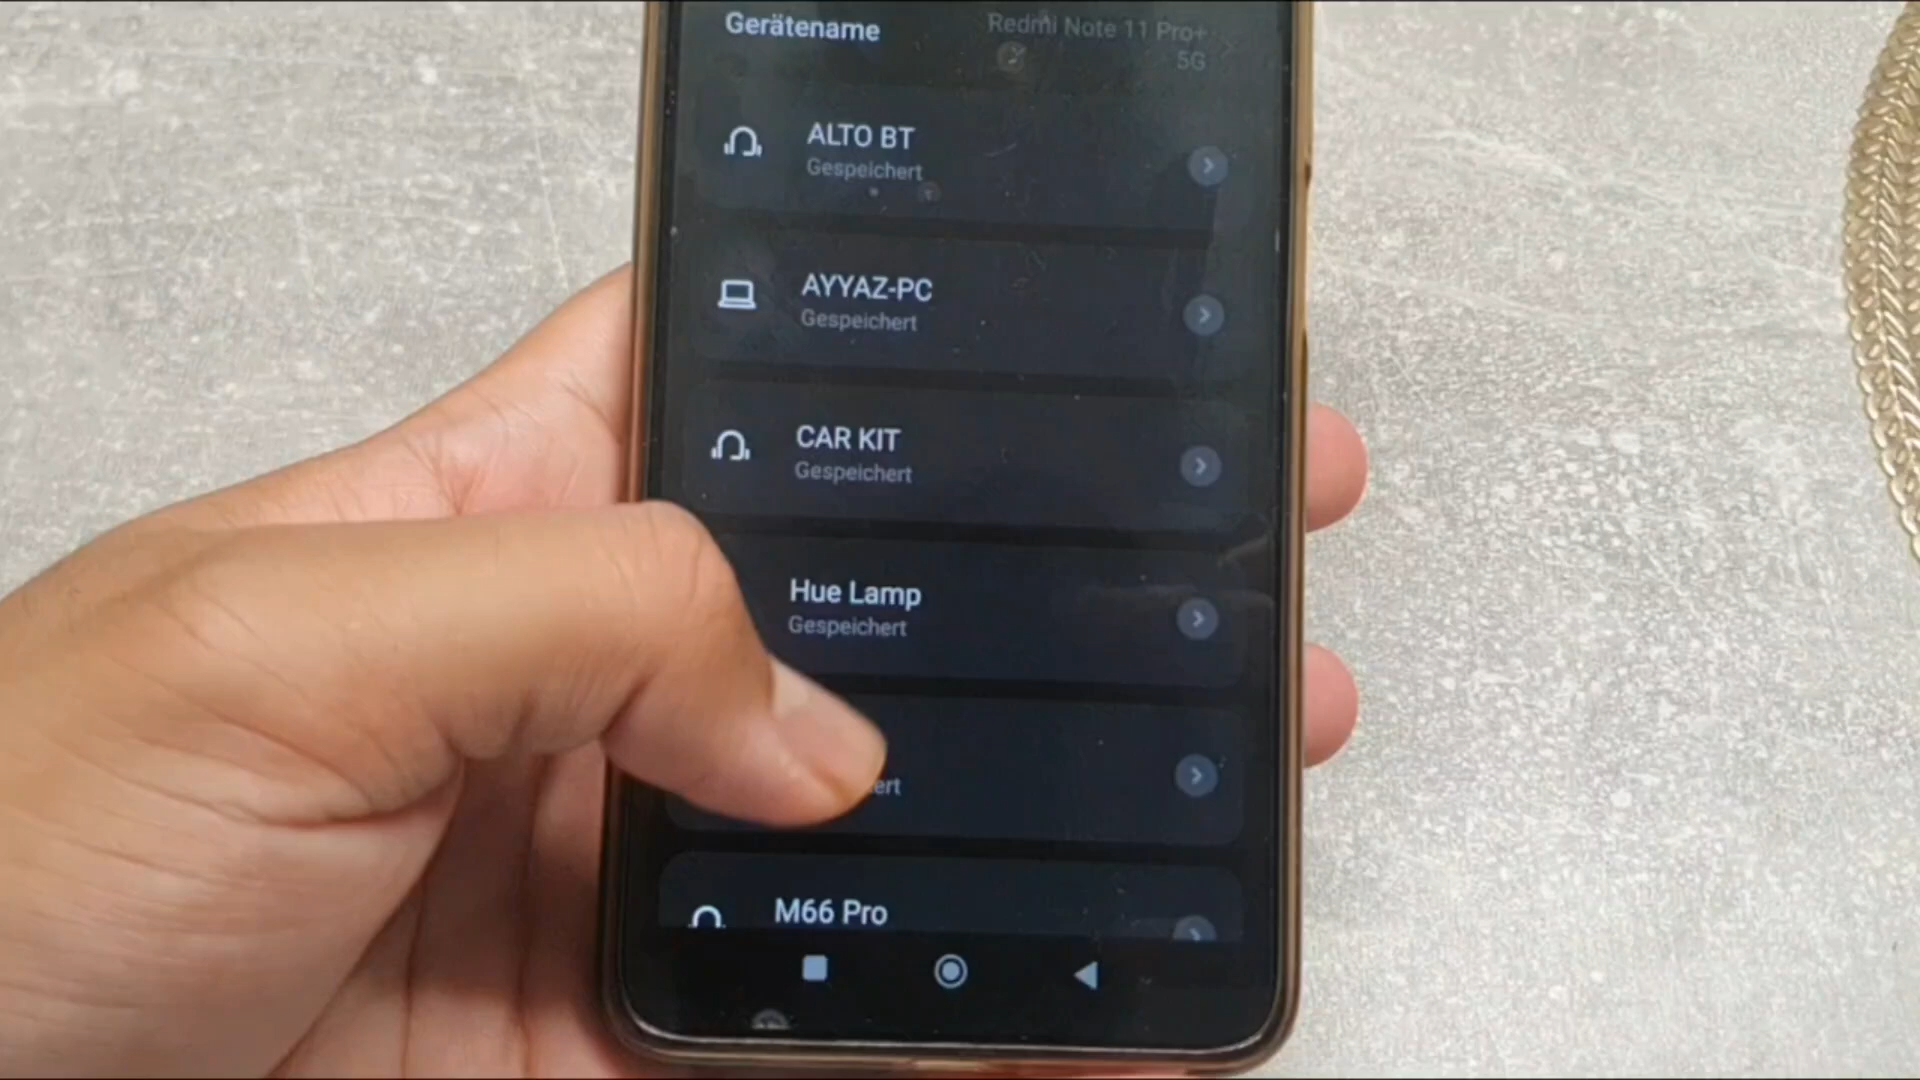 Gerätename
Redmi Note 11 Pro+
5G
ALTO BT
Gespeichert
AYYAZ-PC
Gespeichert
CAR KIT
Gespeichert
Hue Lamp
Gespeichert
ert
M66 Pro